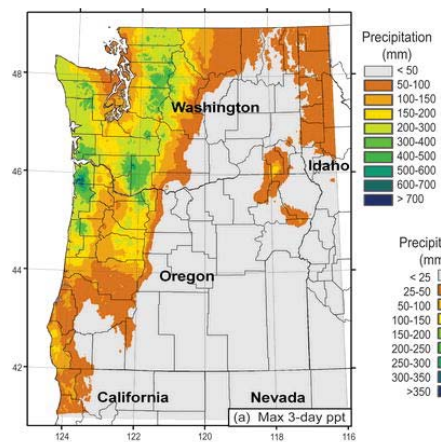 Precipitation
(mm)
< 50
50-100
100-150
150-200
200-300
300-400
400-500
500-600
600-700
> 700
48
46
44
42
Washington
Idaho
Oregon
California
Nevada
(a) Max 3-day ppt
124
122
120
118
116
Precipit
(mm
< 25
25-50
50-100
100-150
150-200
200-250
250-300
300-350
>350